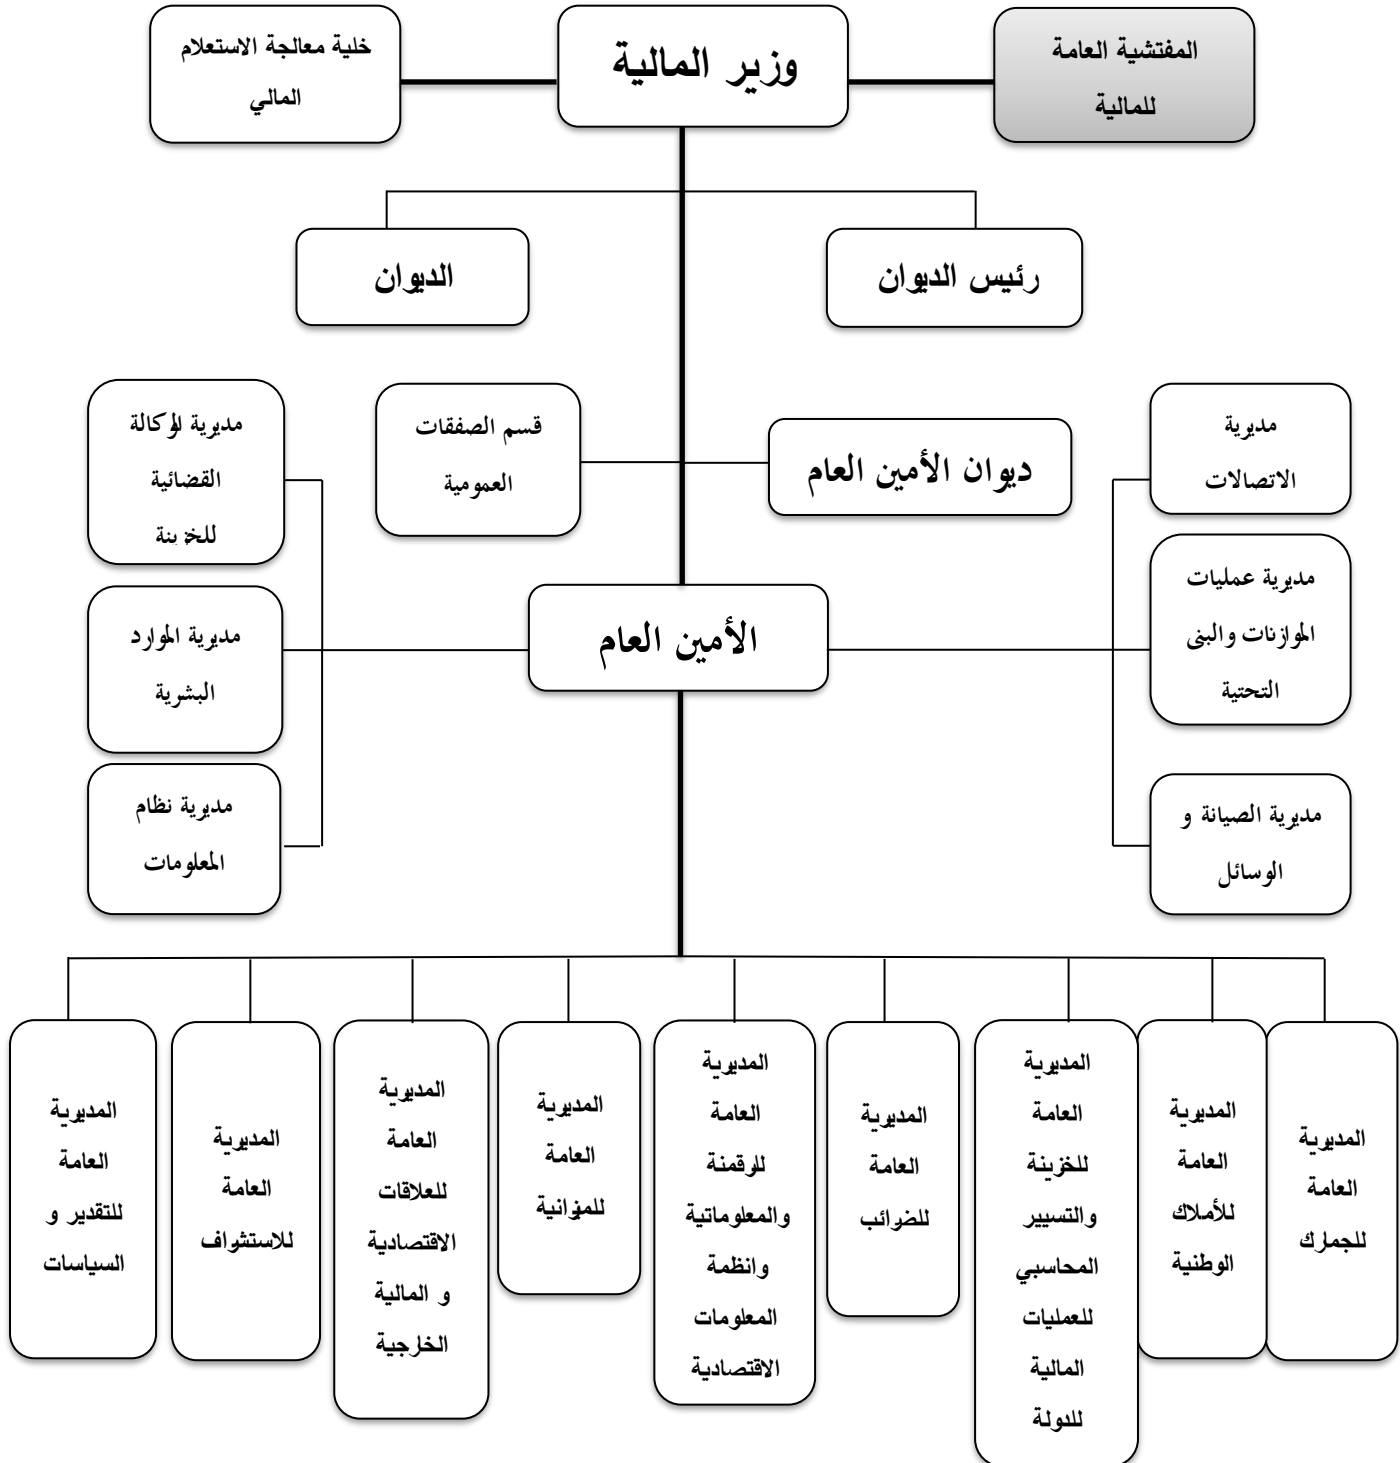 المفتشية العامة
للمالية
وزير المالية
خلية معالجة الاستعلام
المالي
رئيس الديوان
الديوان
مديرية
الاتصالات
ديوان الأمين العام
قسم الصفقات
العمومية
مديرية الوكالة
القضائية
للخزينة
مديرية عمليات
الموازنات والبنى
التحتية
الأمين العام
مديرية الموارد
البشرية
مديرية الصيانة و
الوسائل
مديرية نظام
المعلومات
المديرية
العامة
للجمارك
المديرية
العامة
للأملاك
الوطنية
المديرية
العامة
للخزينة
والتسيير
المحاسبي
للعمليات
المالية
للدولة
المديرية
العامة
للضرائب
المديرية
العامة
للرقمنة
والمعلوماتية
وانظمة
المعلومات
الاقتصادية
المديرية
العامة
للميزانية
المديرية
العامة
للعلاقات
الاقتصادية
و المالية
الخارجية
المديرية
العامة
للاستشراف
المديرية
العامة
للتقدير و
السياسات